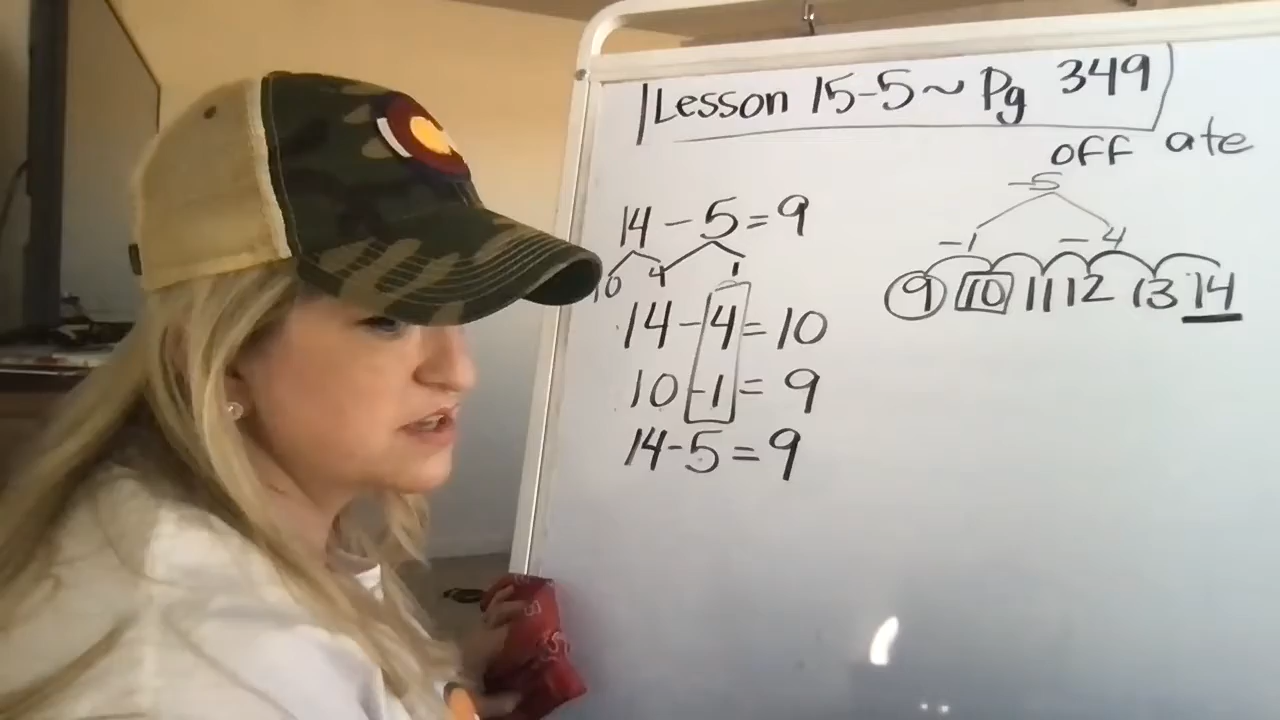 Lesson 15-5~ Pg 349
off ate
14 - 5 = 9
10 4 1
14 - 4 = 10
10 - 1 = 9
14 - 5 = 9
-5
-1 -4
9 10 11 12 13 14